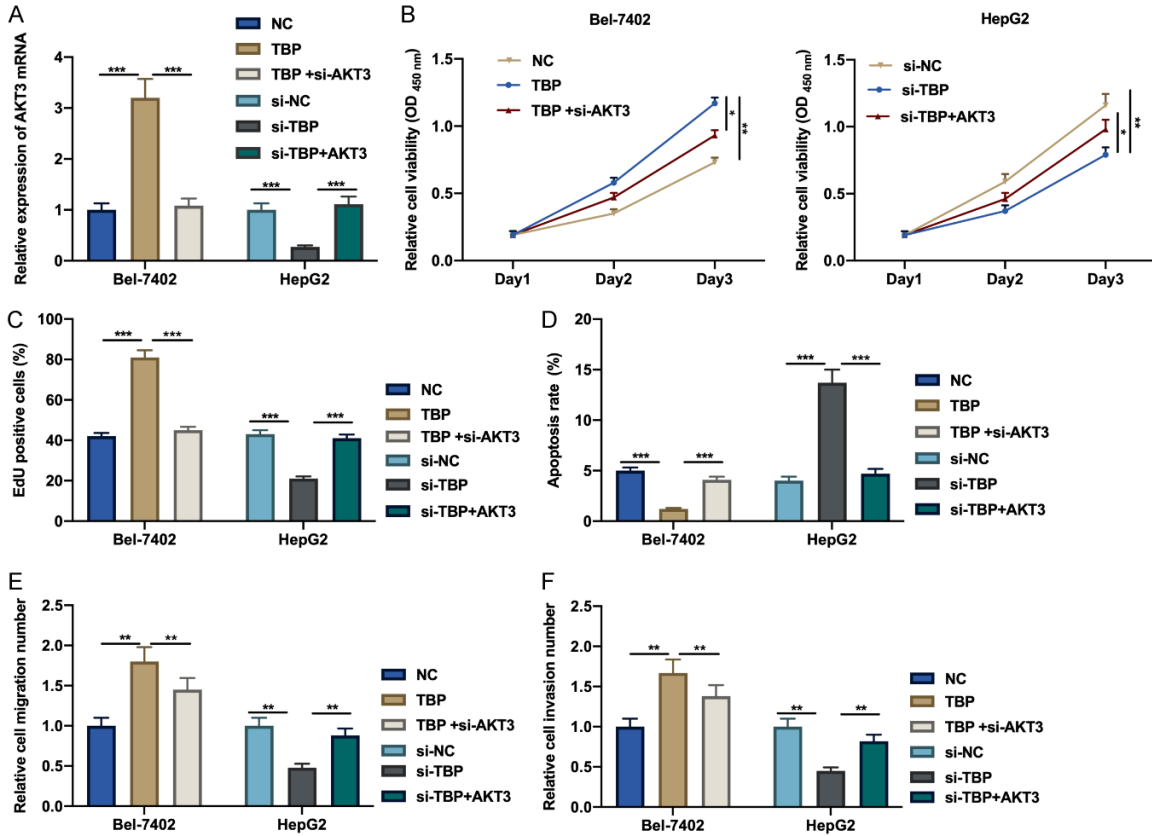 A
Relative expression of AKT3 mRNA
4
3
2
1
0
***
***
***
***
Bel-7402
HepG2
NC
TBP
TBP +si-AKT3
si-NC
si-TBP
si-TBP+AKT3
B
Bel-7402
Relative cell viability (OD 450 nm)
1.5
1.0
0.5
0.0
NC
TBP
TBP +si-AKT3
*
**
Day1
Day2
Day3
HepG2
Relative cell viability (OD 450 nm)
1.5
1.0
0.5
0.0
si-NC
si-TBP
si-TBP+AKT3
*
**
Day1
Day2
Day3
C
EdU positive cells (%)
100
80
60
40
20
0
***
***
***
***
Bel-7402
HepG2
NC
TBP
TBP +si-AKT3
si-NC
si-TBP
si-TBP+AKT3
D
Apoptosis rate (%)
20
15
10
5
0
***
***
***
***
Bel-7402
HepG2
NC
TBP
TBP +si-AKT3
si-NC
si-TBP
si-TBP+AKT3
E
Relative cell migration number
2.5
2.0
1.5
1.0
0.5
0.0
**
**
**
**
Bel-7402
HepG2
NC
TBP
TBP +si-AKT3
si-NC
si-TBP
si-TBP+AKT3
F
Relative cell invasion number
2.5
2.0
1.5
1.0
0.5
0.0
**
**
**
**
Bel-7402
HepG2
NC
TBP
TBP +si-AKT3
si-NC
si-TBP
si-TBP+AKT3